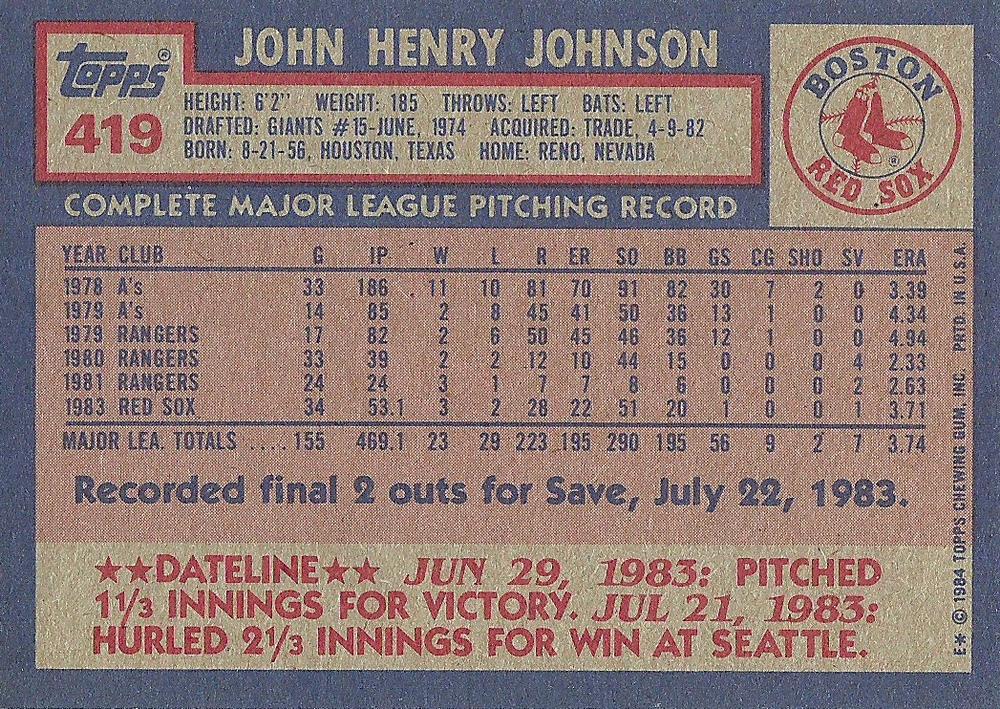 JOHN HENRY JOHNSON
Topps®
419
HEIGHT: 6'2" WEIGHT: 185 THROWS: LEFT BATS: LEFT
DRAFTED: GIANTS #15-JUNE, 1974 ACQUIRED: TRADE, 4-9-82
BORN: 8-21-56, HOUSTON, TEXAS HOME: RENO, NEVADA
BOSTON
RED SOX
®
COMPLETE MAJOR LEAGUE PITCHING RECORD
YEAR CLUB G IP W L R ER SO BB GS CG SHO SV ERA
1978 A's 33 186 11 10 81 70 91 82 30 7 2 0 3.39
1979 A's 14 85 2 8 45 41 50 36 13 1 0 0 4.34
1979 RANGERS 17 82 2 6 50 45 46 36 12 1 0 0 4.94
1980 RANGERS 33 39 2 2 12 10 44 15 0 0 0 4 2.33
1981 RANGERS 24 24 3 1 7 7 8 6 0 0 0 2 2.63
1983 RED SOX 34 53.1 3 2 28 22 51 20 1 0 0 1 3.71
MAJOR LEA. TOTALS .... 155 469.1 23 29 223 195 290 195 56 9 2 7 3.74
Recorded final 2 outs for Save, July 22, 1983.
★★DATELINE★★ JUN 29, 1983: PITCHED
1⅓ INNINGS FOR VICTORY. JUL 21, 1983:
HURLED 2⅓ INNINGS FOR WIN AT SEATTLE.
E* © 1984 TOPPS CHEWING GUM, INC. PRTD. IN U.S.A.